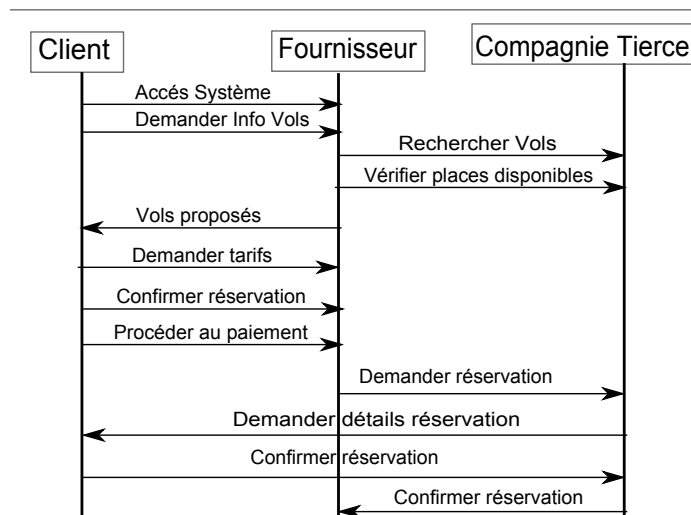 Client
Fournisseur
Compagnie Tierce
Accés Système
Demander Info Vols
Rechercher Vols
Vérifier places disponibles
Vols proposés
Demander tarifs
Confirmer réservation
Procéder au paiement
Demander réservation
Demander détails réservation
Confirmer réservation
Confirmer réservation